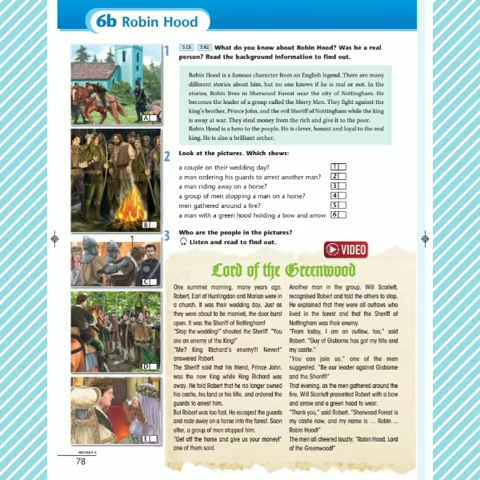 6b Robin Hood
1
What do you know about Robin Hood? Was he a real
person? Read the background information to find out.
Robin Hood is a famous character from an English legend. There are many
different stories about him, but no one knows if he is real or not. In the
stories, Robin lives in Sherwood Forest near the city of Nottingham. He
becomes the leader of a group called the Merry Men. They fight against the
king's brother, Prince John, and the evil Sheriff of Nottingham while the king
is away at war. They steal money from the rich and give it to the poor.
Robin Hood is a hero to the people. He is clever, honest and loyal to the real
king. He is also a brilliant archer.
2
Look at the pictures. Which shows:
a couple on their wedding day? 1
a man ordering his guards to arrest another man? 2
a man riding away on a horse? 3
a group of men stopping a man on a horse? 4
men gathered around a fire? 5
a man with a green hood holding a bow and arrow 6
3
Who are the people in the pictures?
Listen and read to find out.
VIDEO
A
B
C
D
E
Lord of the Greenwood
One summer morning, many years ago,
Robert, Earl of Huntingdon and Marian were in
a church. It was their wedding day. Just as
they were about to be married, the door burst
open. It was the Sheriff of Nottingham!
"Stop the wedding!" shouted the Sheriff. "You
are an enemy of the King!"
"Me? King Richard's enemy?! Never!"
answered Robert.
The Sheriff said that his friend, Prince John,
was the now King while King Richard was
away. He told Robert that he no longer owned
his castle, his land or his title, and ordered the
guards to arrest him.
But Robert was too fast. He escaped the guards
and rode away on a horse into the forest. Soon
after, a group of men stopped him.
"Get off the horse and give us your money!"
one of them said.
Another man in the group, Will Scarlett,
recognised Robert and told the others to stop.
He explained that they were all outlaws who
lived in the forest and that the Sheriff of
Nottingham was their enemy.
"From today, I am an outlaw, too," said
Robert. "Guy of Gisborne has got my title and
my castle."
"You can join us," one of the men
suggested. "Be our leader against Gisborne
and the Sheriff!"
That evening, as the men gathered around the
fire, Will Scarlett presented Robert with a bow
and arrow and a green hood to wear.
"Thank you," said Robert. "Sherwood Forest is
my castle now, and my name is ... Robin ...
Robin Hood!"
The men all cheered loudly, "Robin Hood, Lord
of the Greenwood!"
78